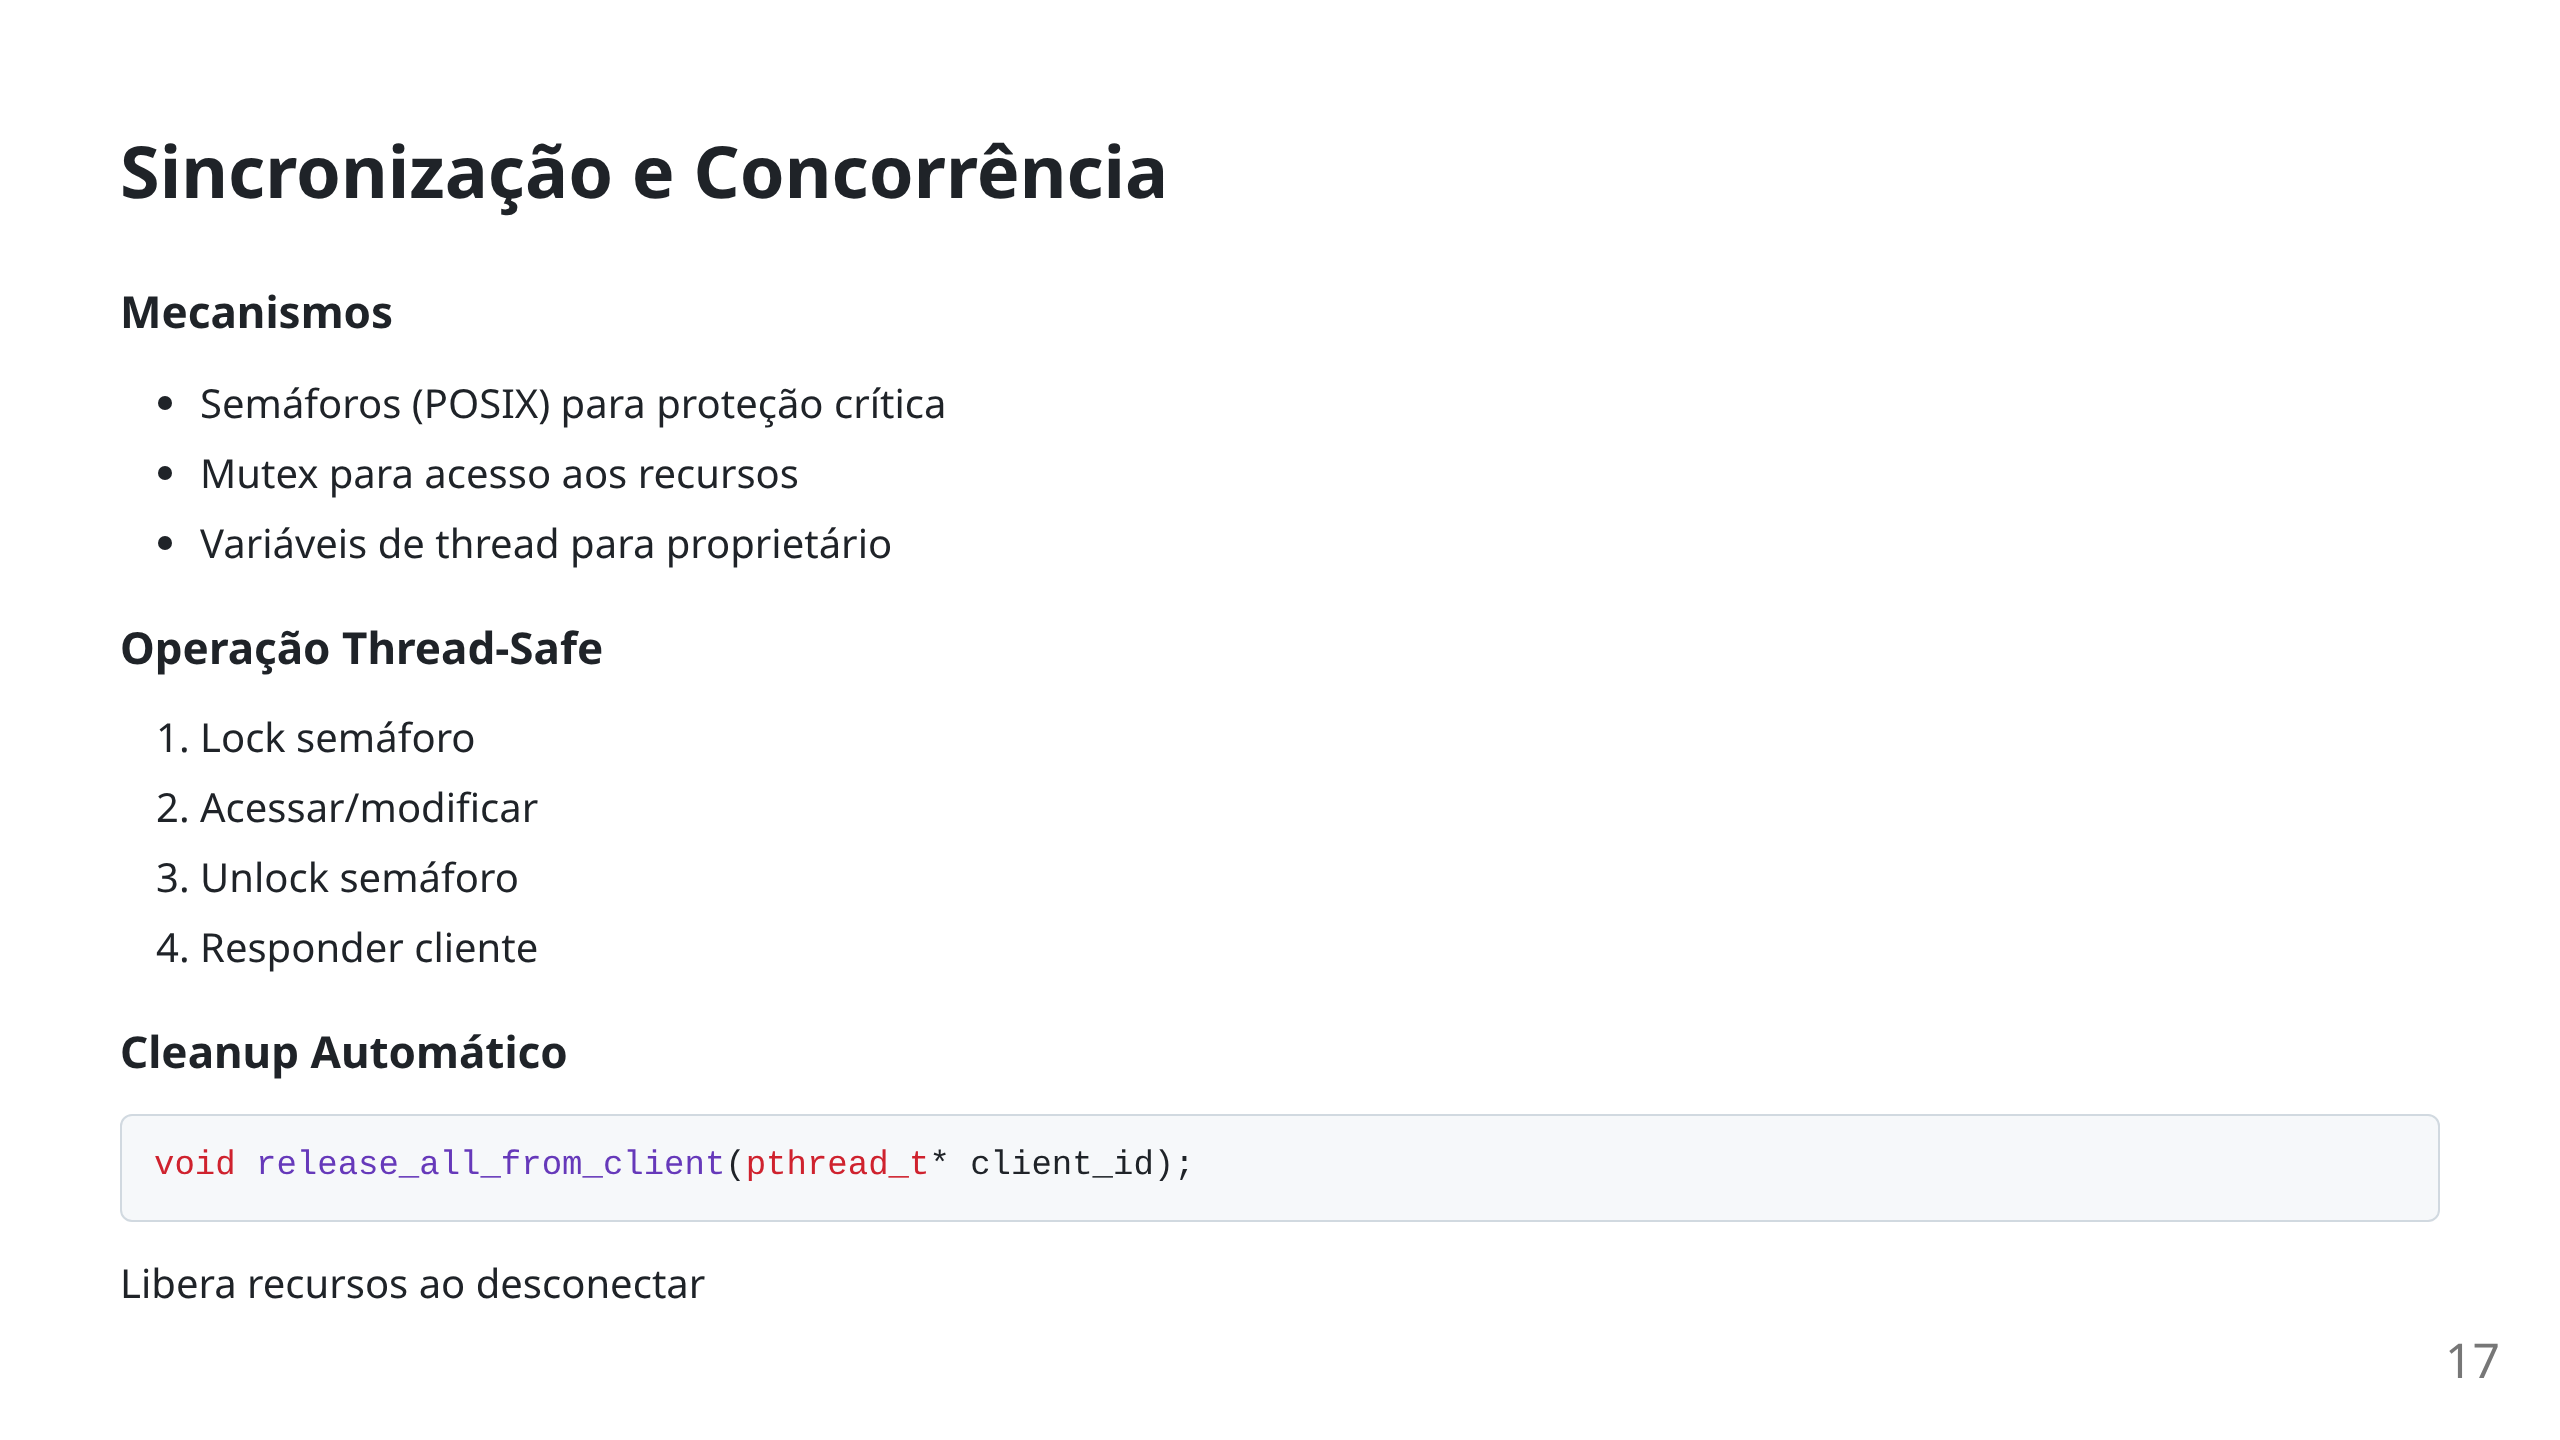 Sincronização e Concorrência
Mecanismos
• Semáforos (POSIX) para proteção crítica
• Mutex para acesso aos recursos
• Variáveis de thread para proprietário
Operação Thread-Safe
1. Lock semáforo
2. Acessar/modificar
3. Unlock semáforo
4. Responder cliente
Cleanup Automático
void release_all_from_client(pthread_t* client_id);
Libera recursos ao desconectar
17